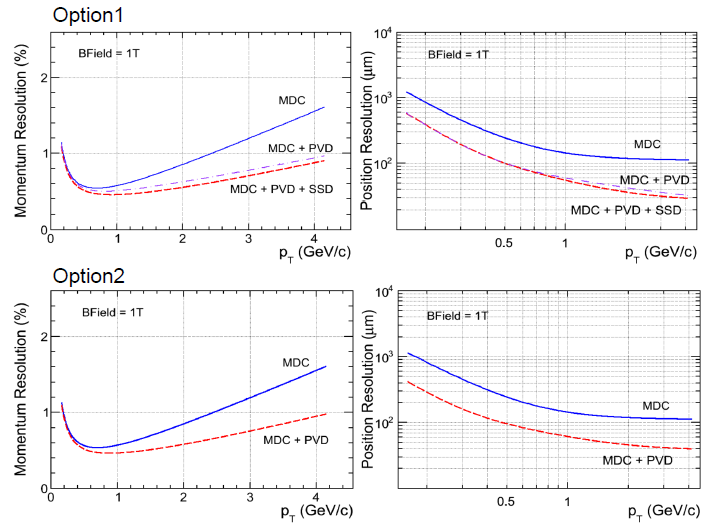 Option1
Momentum Resolution (%)
2
1
0
BField = 1T
MDC
MDC + PVD
MDC + PVD + SSD
0 1 2 3 4
p_T (GeV/c)
Position Resolution (μm)
10^4
10^3
10^2
BField = 1T
MDC
MDC + PVD
MDC + PVD + SSD
0.5 1
p_T (GeV/c)
Option2
Momentum Resolution (%)
2
1
0
BField = 1T
MDC
MDC + PVD
0 1 2 3 4
p_T (GeV/c)
Position Resolution (μm)
10^4
10^3
10^2
BField = 1T
MDC
MDC + PVD
0.5 1
p_T (GeV/c)